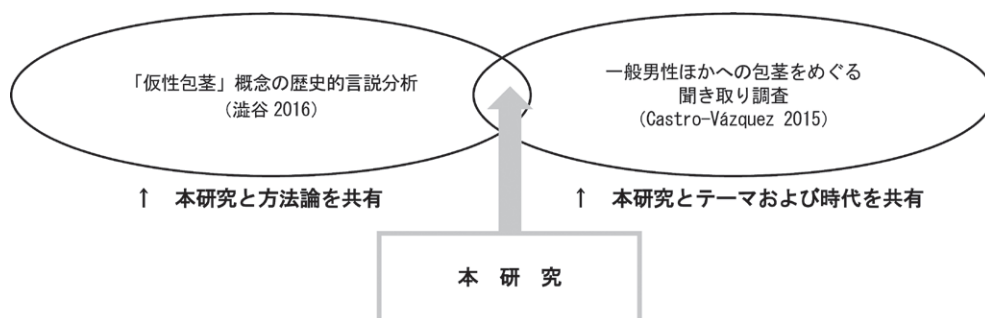 「仮性包茎」概念の歴史的言説分析
（澁谷 2016）
一般男性ほかへの包茎をめぐる
聞き取り調査
（Castro-Vázquez 2015）
↑　本研究と方法論を共有
↑　本研究とテーマおよび時代を共有
本　研　究